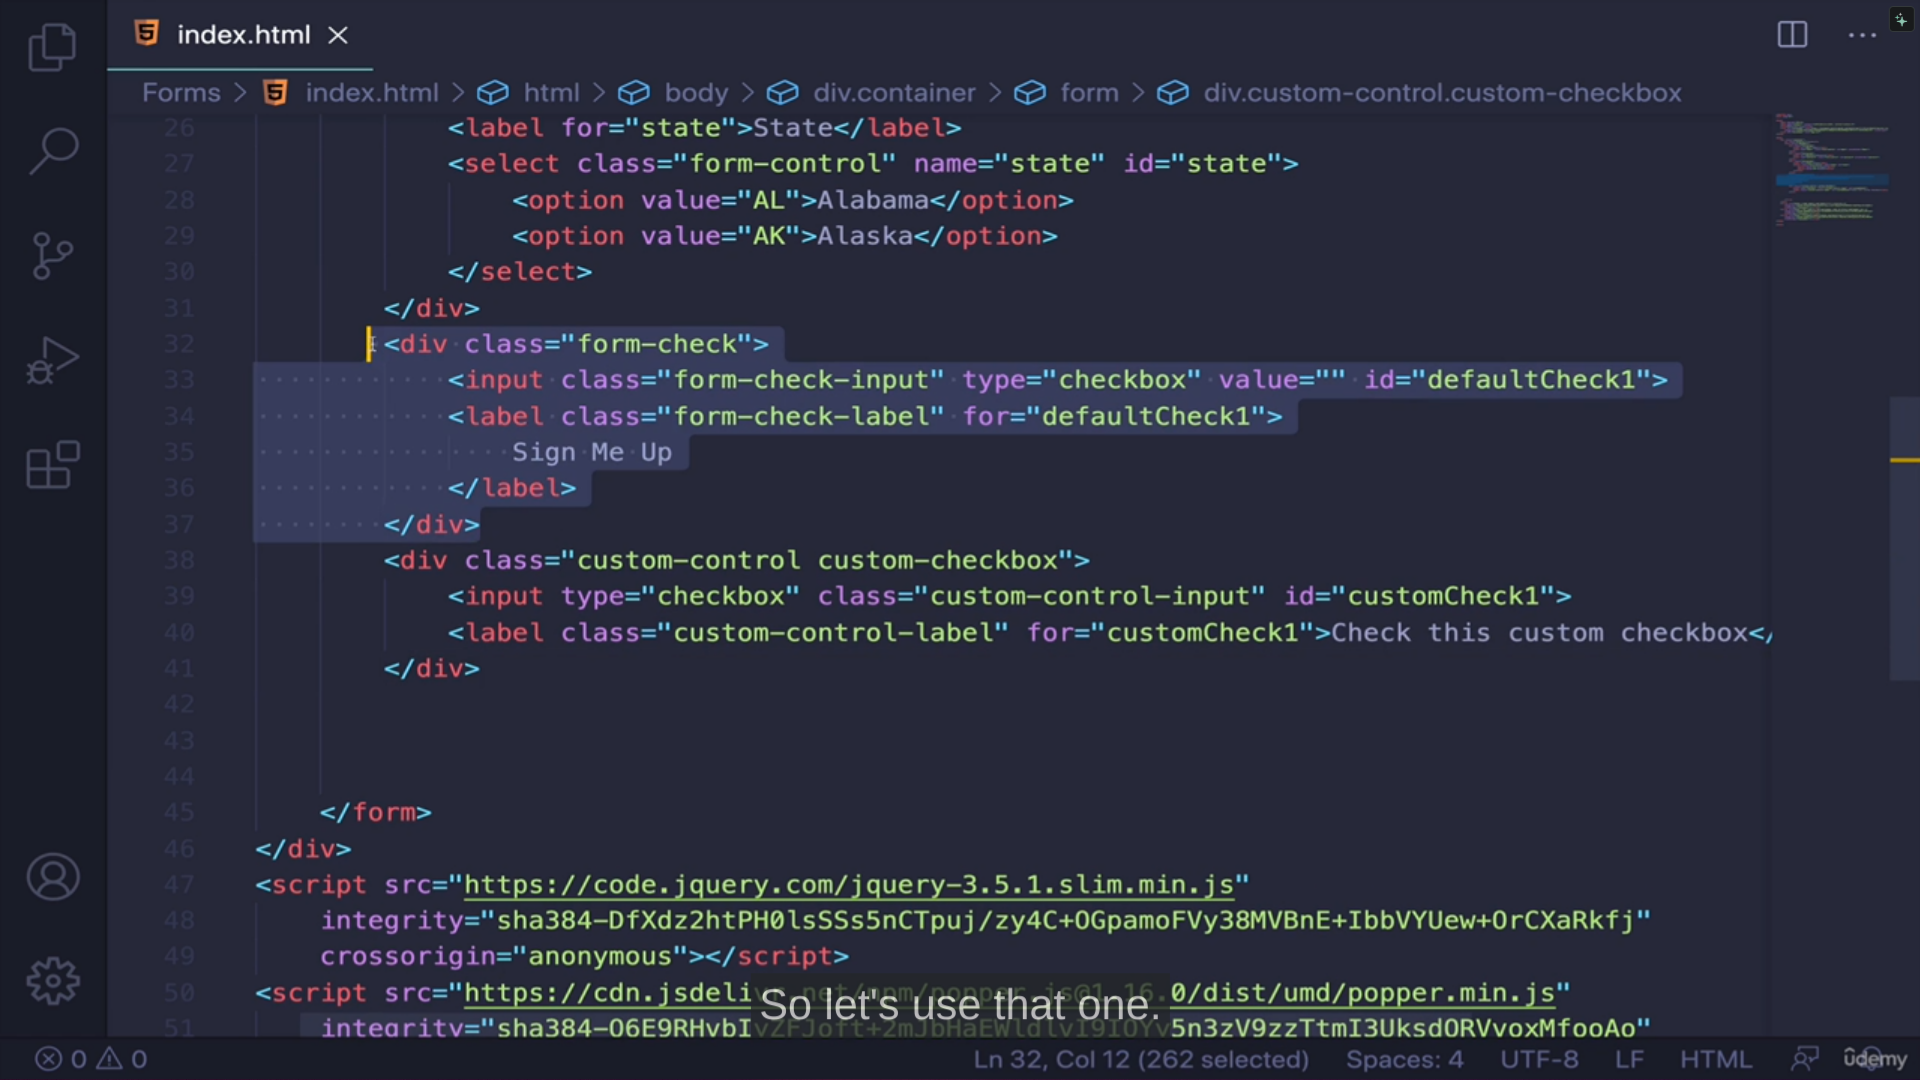 index.html
Forms > index.html > html > body > div.container > form > div.custom-control.custom-checkbox
26 <label for="state">State</label>
27 <select class="form-control" name="state" id="state">
28 <option value="AL">Alabama</option>
29 <option value="AK">Alaska</option>
30 </select>
31 </div>
32 <div class="form-check">
33 <input class="form-check-input" type="checkbox" value="" id="defaultCheck1">
34 <label class="form-check-label" for="defaultCheck1">
35 Sign Me Up
36 </label>
37 </div>
38 <div class="custom-control custom-checkbox">
39 <input type="checkbox" class="custom-control-input" id="customCheck1">
40 <label class="custom-control-label" for="customCheck1">Check this custom checkbox</
41 </div>
42
43
44
45 </form>
46 </div>
47 <script src="https://code.jquery.com/jquery-3.5.1.slim.min.js"
48 integrity="sha384-DfXdz2htPH0lsSSs5nCTpuj/zy4C+OGpamoFVy38MVBnE+IbbVYUew+OrCXaRkfj"
49 crossorigin="anonymous"></script>
50 <script src="https://cdn.jsdelivr.net/npm/popper.js@1.16.0/dist/umd/popper.min.js"
So let's use that one.
51 integrity="sha384-Q6E9RHvbI 5n3zV9zzTtmI3UksdQRVvoxMfooAo"
0 0
Ln 32, Col 12 (262 selected) Spaces: 4 UTF-8 LF HTML
ûdemy